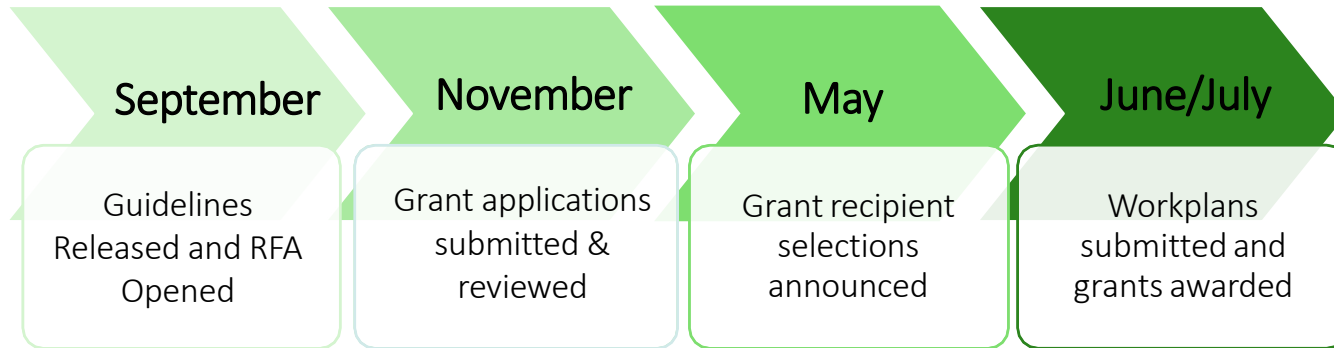 September
Guidelines
Released and RFA
Opened
November
Grant applications
submitted &
reviewed
May
Grant recipient
selections
announced
June/July
Workplans
submitted and
grants awarded